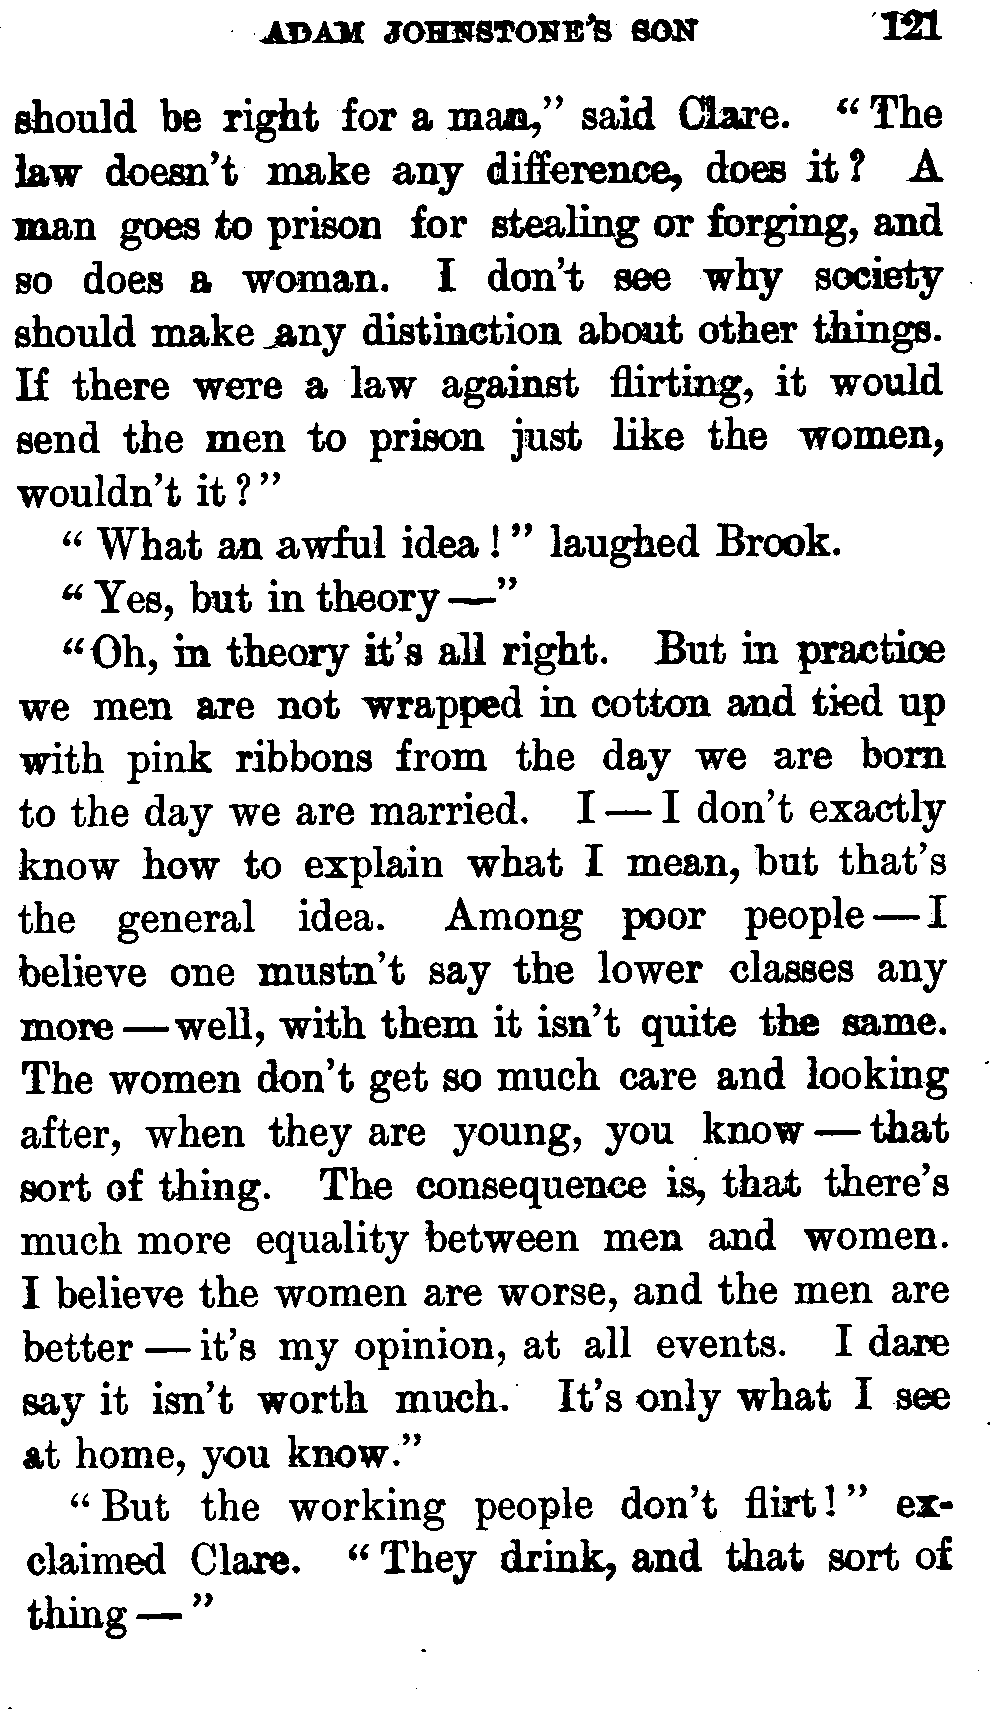 ADAM JOHNSTONE'S SON 121
should be right for a man," said Clare. "The
law doesn't make any difference, does it? A
man goes to prison for stealing or forging, and
so does a woman. I don't see why society
should make any distinction about other things.
If there were a law against flirting, it would
send the men to prison just like the women,
wouldn't it?"
"What an awful idea!" laughed Brook.
"Yes, but in theory—"
"Oh, in theory it's all right. But in practice
we men are not wrapped in cotton and tied up
with pink ribbons from the day we are born
to the day we are married. I—I don't exactly
know how to explain what I mean, but that's
the general idea. Among poor people—I
believe one mustn't say the lower classes any
more—well, with them it isn't quite the same.
The women don't get so much care and looking
after, when they are young, you know—that
sort of thing. The consequence is, that there's
much more equality between men and women.
I believe the women are worse, and the men are
better—it's my opinion, at all events. I dare
say it isn't worth much. It's only what I see
at home, you know."
"But the working people don't flirt!" ex-
claimed Clare. "They drink, and that sort of
thing—"